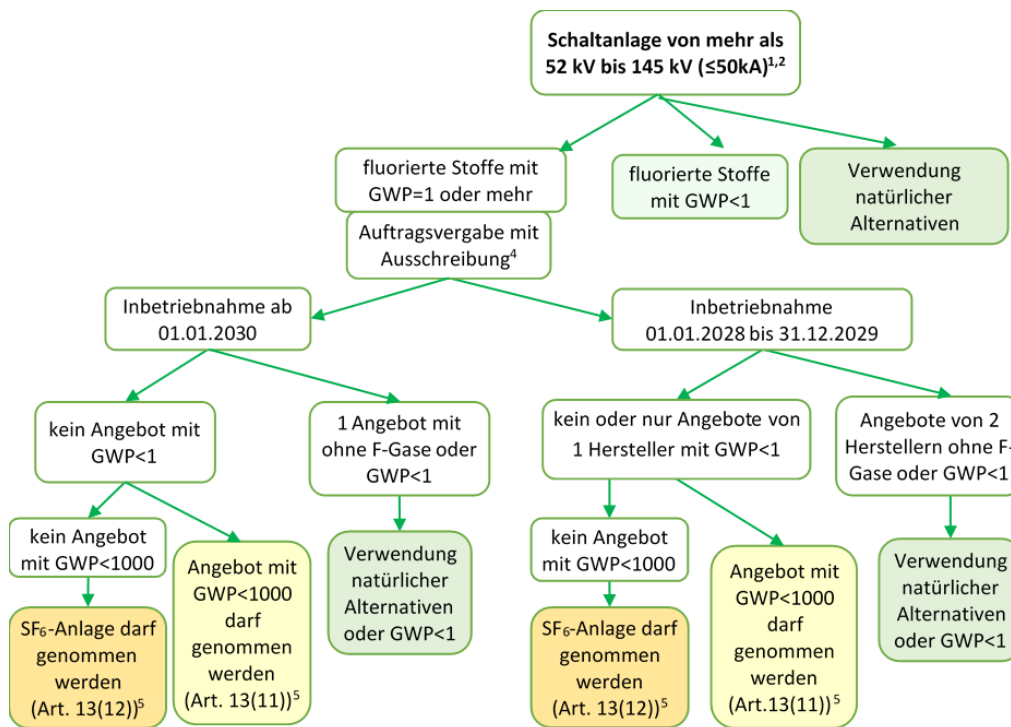 Schaltanlage von mehr als
52 kV bis 145 kV (≤50kA)¹,²
fluorierte Stoffe mit
GWP=1 oder mehr
fluorierte Stoffe
mit GWP<1
Verwendung
natürlicher
Alternativen
Auftragsvergabe mit
Ausschreibung⁴
Inbetriebnahme ab
01.01.2030
Inbetriebnahme
01.01.2028 bis 31.12.2029
kein Angebot mit
GWP<1
1 Angebot mit
ohne F-Gase oder
GWP<1
kein oder nur Angebote von
1 Hersteller mit GWP<1
Angebote von 2
Herstellern ohne F-
Gase oder GWP<1
kein Angebot
mit GWP<1000
Angebot mit
GWP<1000
darf
genommen
werden
(Art. 13(11))⁵
Verwendung
natürlicher
Alternativen
oder GWP<1
kein Angebot
mit GWP<1000
Angebot mit
GWP<1000
darf
genommen
werden
(Art.13(11))⁵
Verwendung
natürlicher
Alternativen
oder GWP<1
SF₆-Anlage darf
genommen
werden
(Art. 13(12))⁵
SF₆-Anlage darf
genommen
werden
(Art. 13(12))⁵